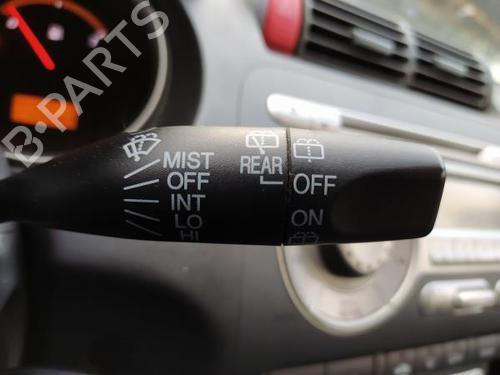 B-PARTS
MIST
OFF
INT
LO
HI
REAR
OFF
ON